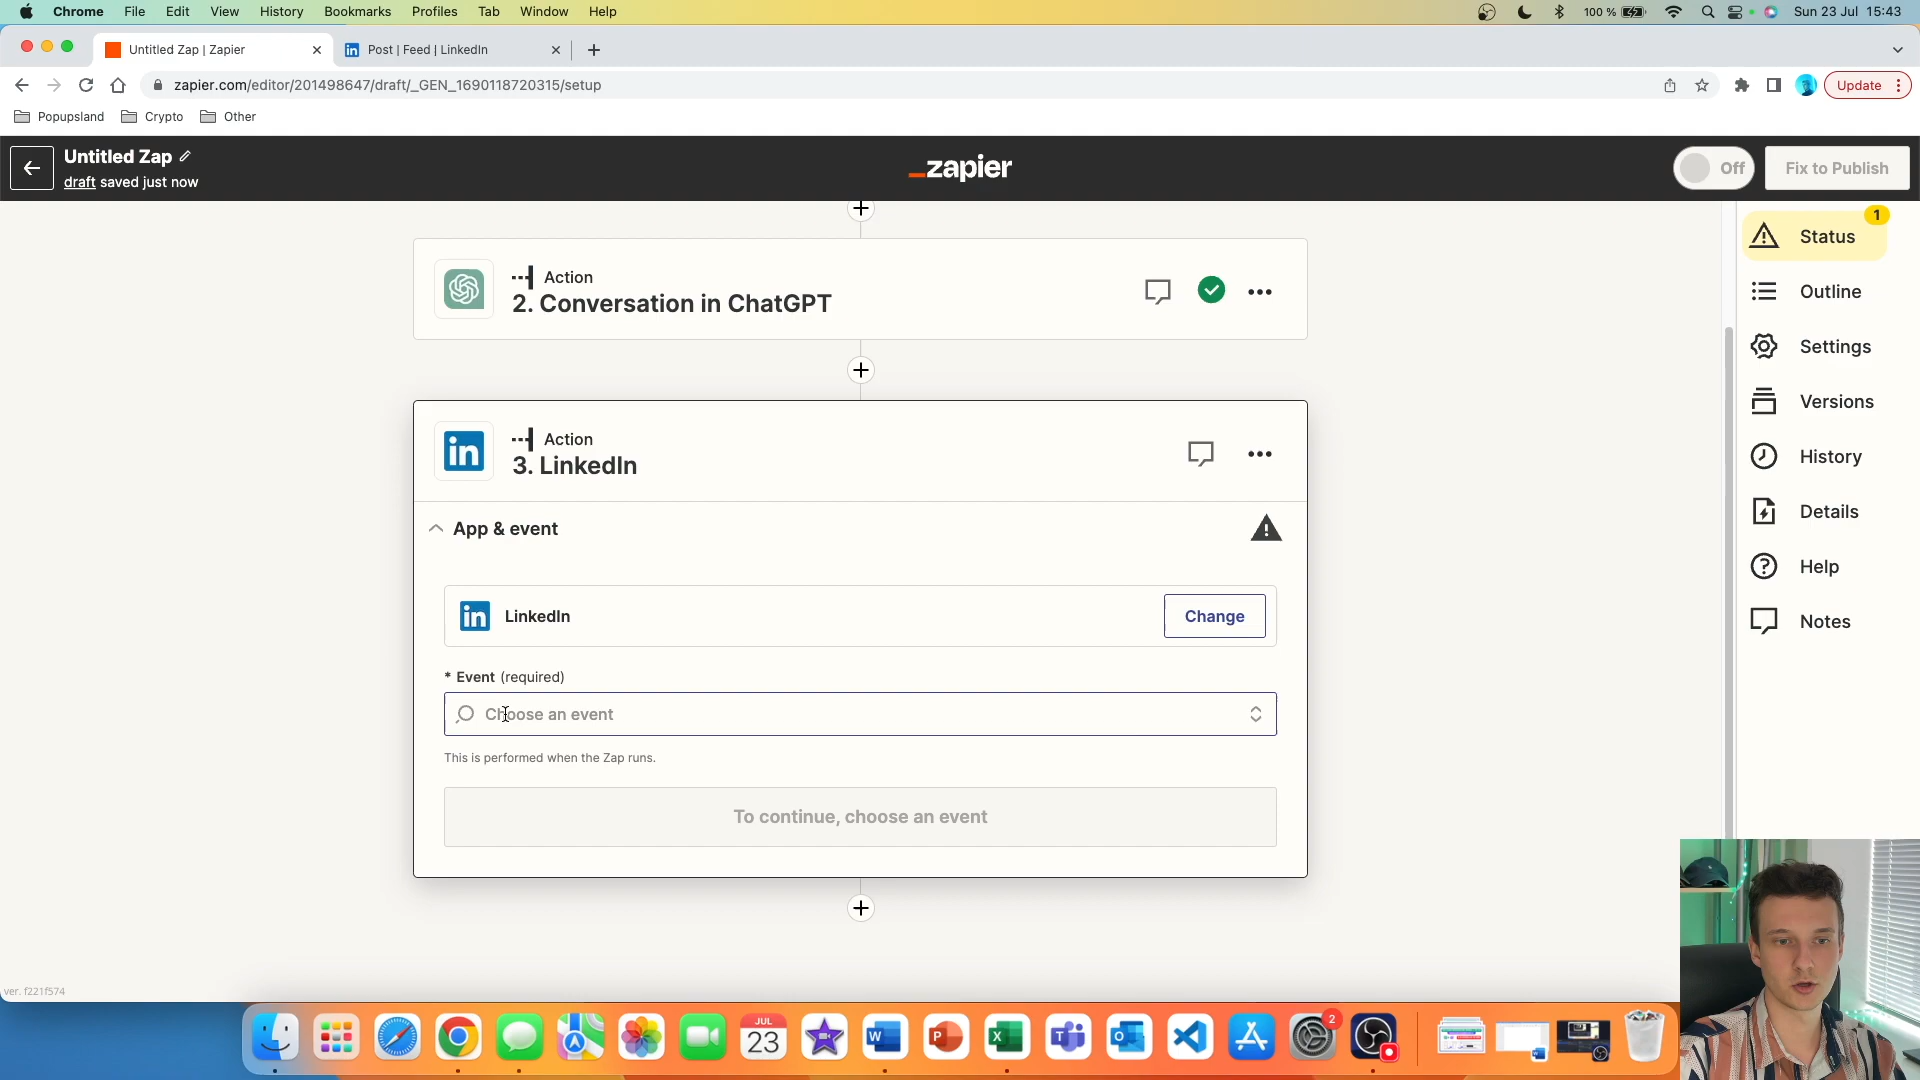 Chrome File Edit View History Bookmarks Profiles Tab Window Help
100 % Sun 23 Jul 15:43
Untitled Zap | Zapier
Post | Feed | LinkedIn
zapier.com/editor/201498647/draft/_GEN_1690118720315/setup
Update
Popupsland Crypto Other
Untitled Zap
draft saved just now
_zapier
Off
Fix to Publish
Action
2. Conversation in ChatGPT
in
Action
3. LinkedIn
App & event
in LinkedIn
Change
* Event (required)
Choose an event
This is performed when the Zap runs.
To continue, choose an event
1
Status
Outline
Settings
Versions
History
Details
Help
Notes
ver. f221f574
JUL
23
W
P
X
T
O
2